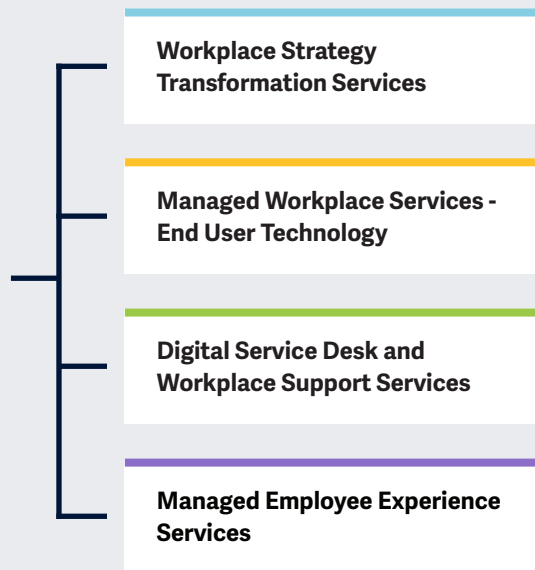 Workplace Strategy
Transformation Services
Managed Workplace Services -
End User Technology
Digital Service Desk and
Workplace Support Services
Managed Employee Experience
Services